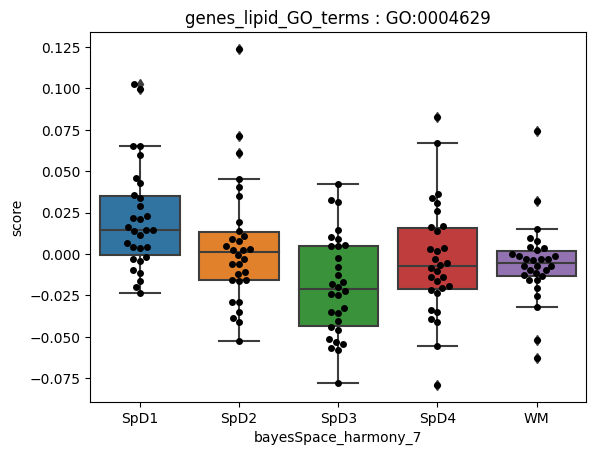 genes_lipid_GO_terms : GO:0004629
0.125
0.100
0.075
0.050
0.025
0.000
−0.025
−0.050
−0.075
score
SpD1 SpD2 SpD3 SpD4 WM
bayesSpace_harmony_7